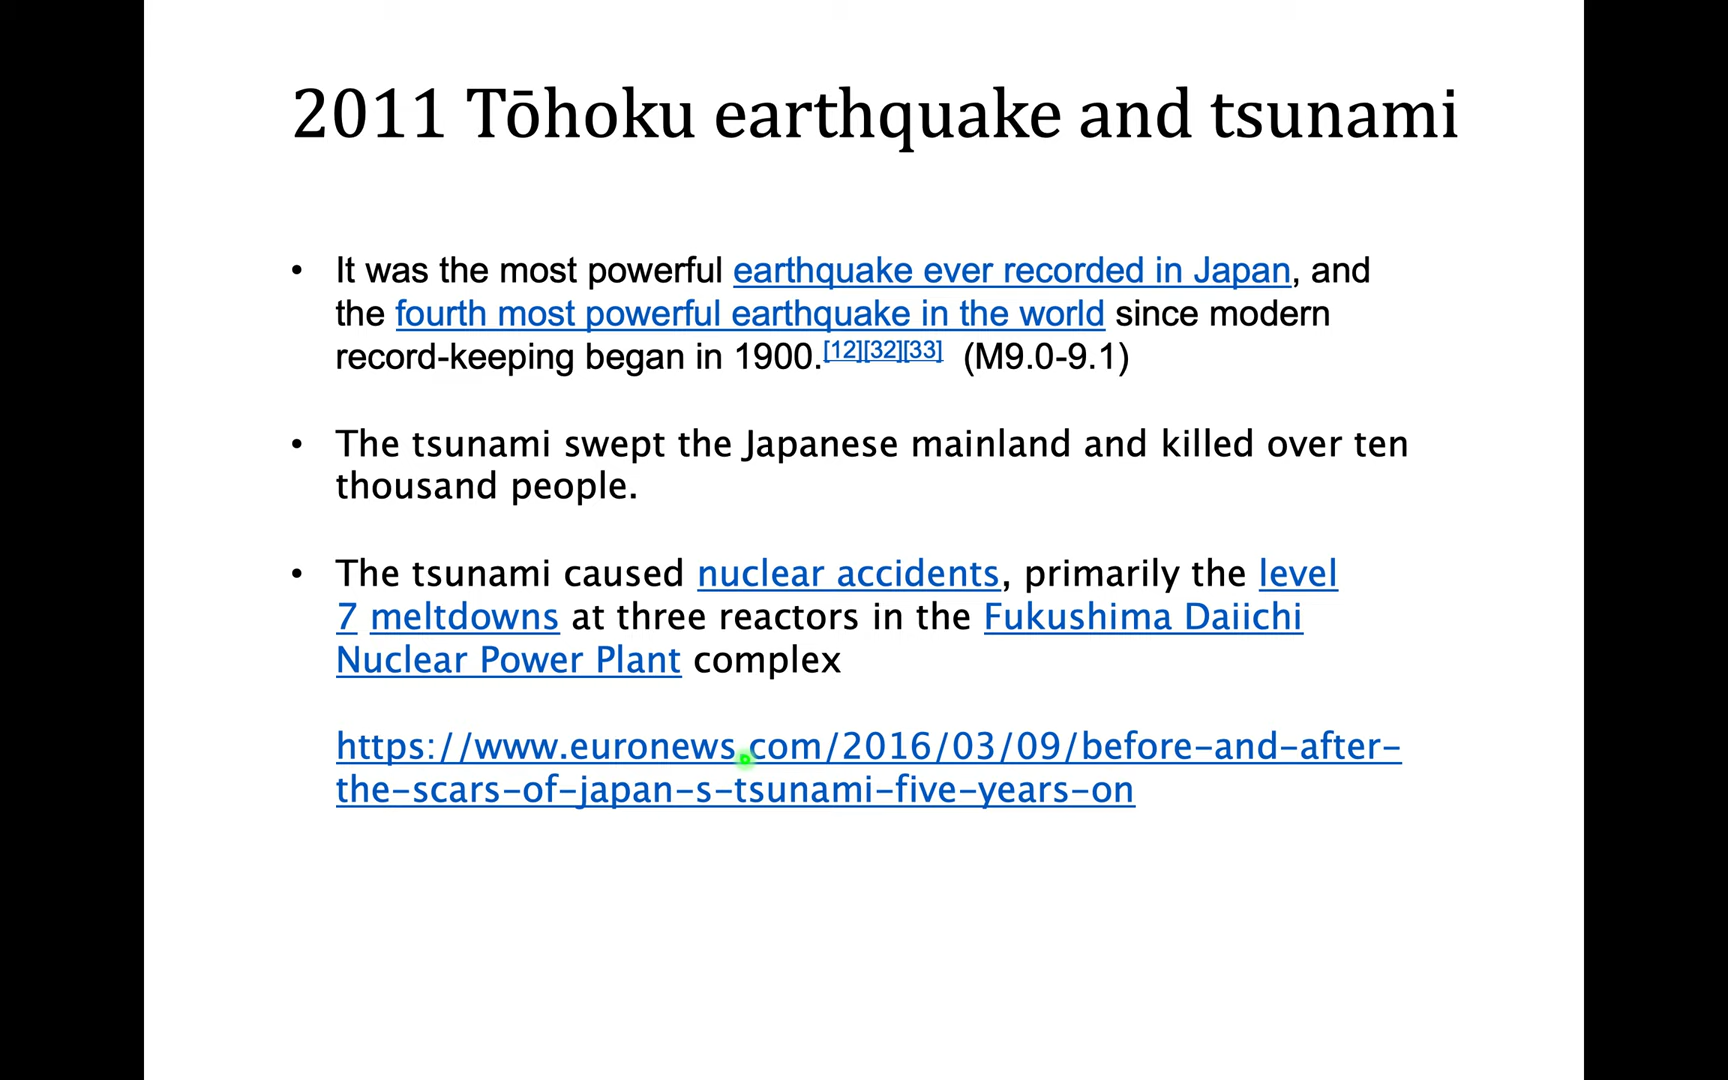 2011 Tōhoku earthquake and tsunami
• It was the most powerful earthquake ever recorded in Japan, and
the fourth most powerful earthquake in the world since modern
record-keeping began in 1900.[12][32][33] (M9.0-9.1)
• The tsunami swept the Japanese mainland and killed over ten
thousand people.
• The tsunami caused nuclear accidents, primarily the level
7 meltdowns at three reactors in the Fukushima Daiichi
Nuclear Power Plant complex
https://www.euronews.com/2016/03/09/before-and-after-
the-scars-of-japan-s-tsunami-five-years-on